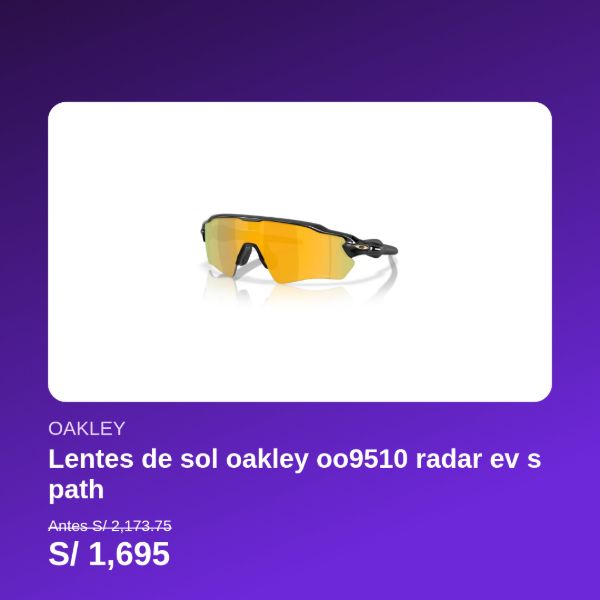 OAKLEY
Lentes de sol oakley oo9510 radar ev s
path
Antes S/ 2,173.75
S/ 1,695